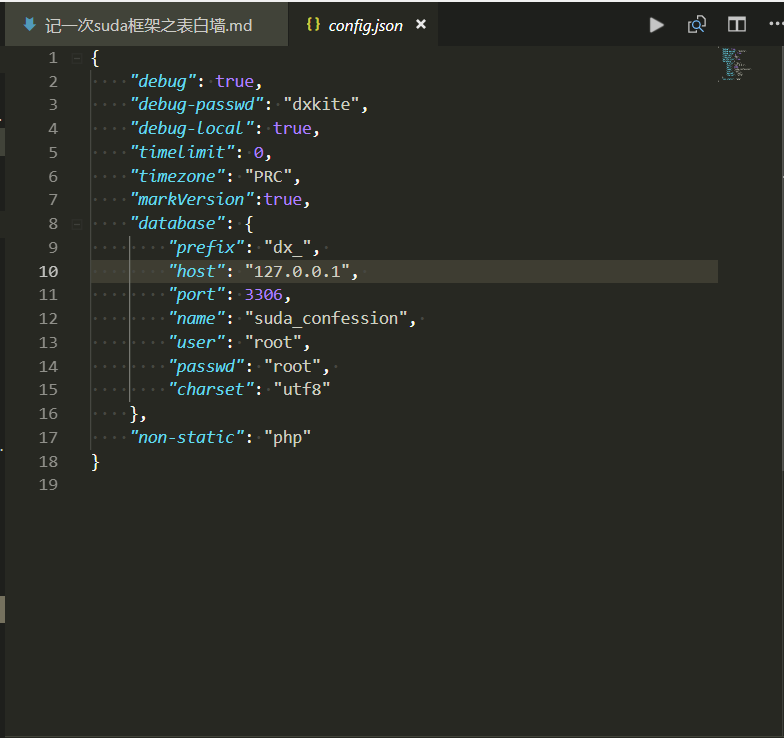 记一次suda框架之表白墙.md
{} config.json ×
1 {
2 "debug": true,
3 "debug-passwd": "dxkite",
4 "debug-local": true,
5 "timelimit": 0,
6 "timezone": "PRC",
7 "markVersion":true,
8 "database": {
9 "prefix": "dx_",
10 "host": "127.0.0.1",
11 "port": 3306,
12 "name": "suda_confession",
13 "user": "root",
14 "passwd": "root",
15 "charset": "utf8"
16 },
17 "non-static": "php"
18 }
19